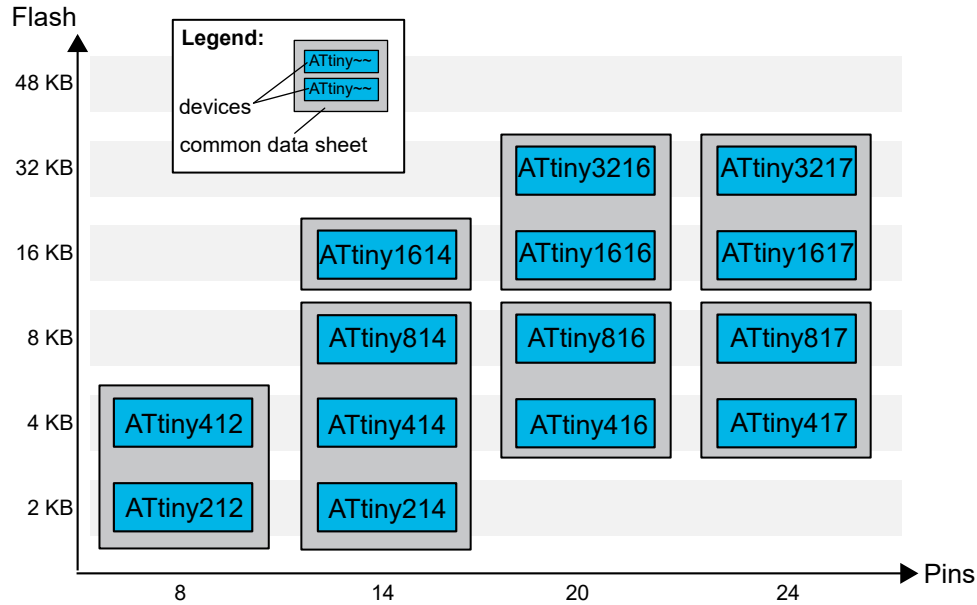 Flash
Legend:
ATtiny~~
ATtiny~~
devices
common data sheet
48 KB
32 KB
ATtiny3216
ATtiny3217
16 KB
ATtiny1614
ATtiny1616
ATtiny1617
8 KB
ATtiny814
ATtiny816
ATtiny817
4 KB
ATtiny412
ATtiny414
ATtiny416
ATtiny417
2 KB
ATtiny212
ATtiny214
Pins
8
14
20
24